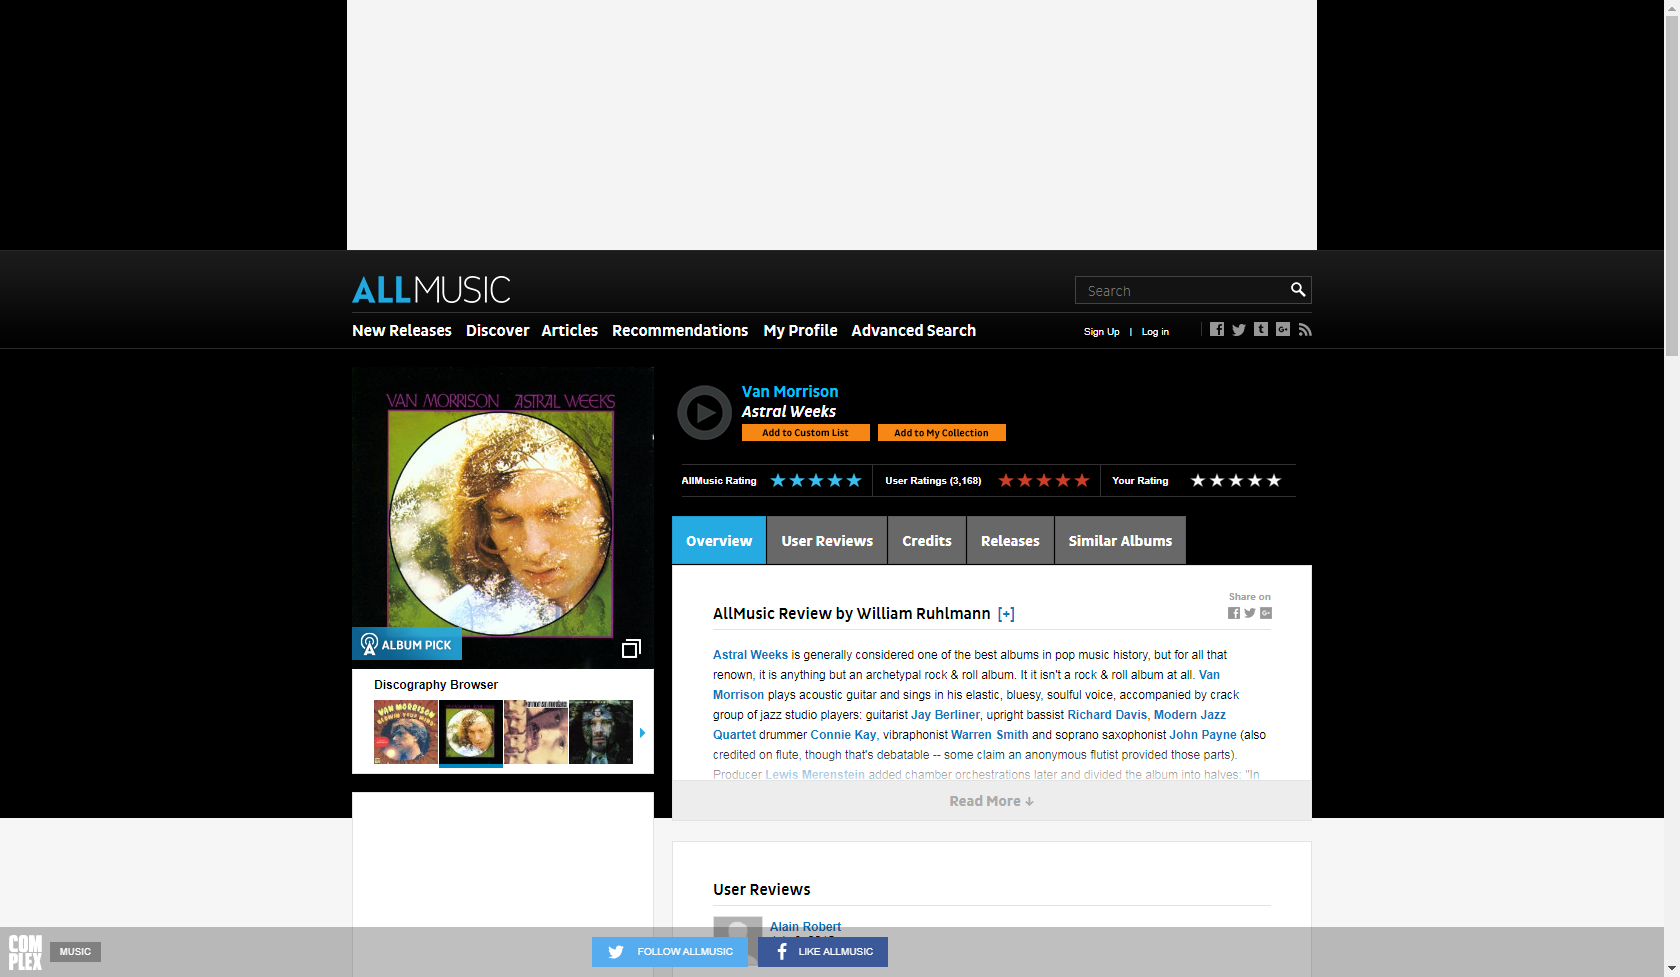 ALLMUSIC
Search
New Releases Discover Articles Recommendations My Profile Advanced Search
Sign Up | Log in
VAN MORRISON ASTRAL WEEKS
ALBUM PICK
Van Morrison
Astral Weeks
Add to Custom List Add to My Collection
AllMusic Rating User Ratings (3,168) Your Rating
Overview User Reviews Credits Releases Similar Albums
Share on
AllMusic Review by William Ruhlmann [+]
Astral Weeks is generally considered one of the best albums in pop music history, but for all that
renown, it is anything but an archetypal rock & roll album. It it isn't a rock & roll album at all. Van
Morrison plays acoustic guitar and sings in his elastic, bluesy, soulful voice, accompanied by crack
group of jazz studio players: guitarist Jay Berliner, upright bassist Richard Davis, Modern Jazz
Quartet drummer Connie Kay, vibraphonist Warren Smith and soprano saxophonist John Payne (also
credited on flute, though that's debatable -- some claim an anonymous flutist provided those parts).
Producer Lewis Merenstein added chamber orchestrations later and divided the album into halves: "In
Read More ↓
Discography Browser
VAN MORRISON
BLOWIN' YOUR MIND
User Reviews
Alain Robert
COMPLEX
MUSIC
FOLLOW ALLMUSIC
LIKE ALLMUSIC